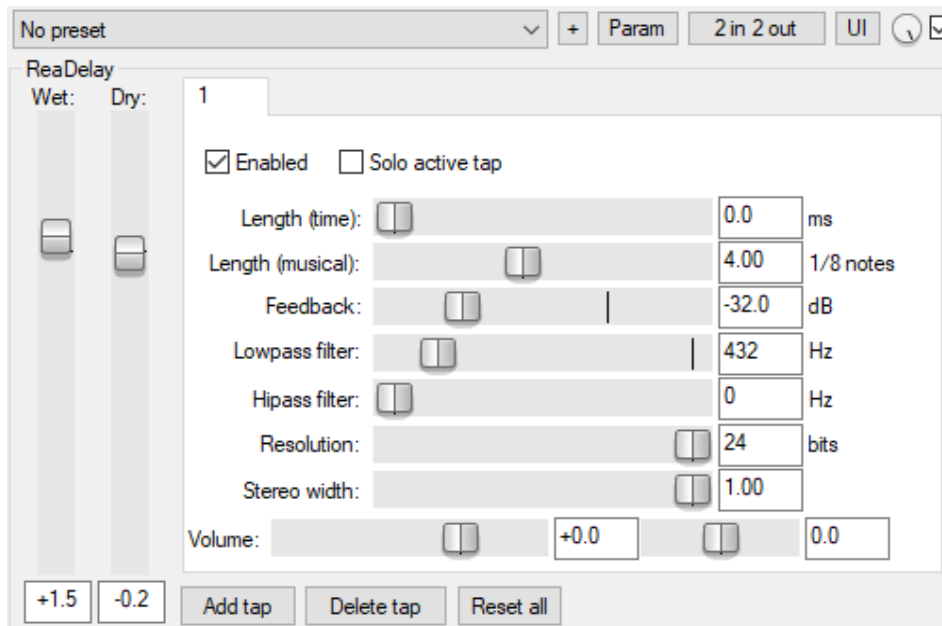 No preset + Param 2 in 2 out UI
ReaDelay
Wet: Dry: 1
Enabled Solo active tap
Length (time): 0.0 ms
Length (musical): 4.00 1/8 notes
Feedback: -32.0 dB
Lowpass filter: 432 Hz
Hipass filter: 0 Hz
Resolution: 24 bits
Stereo width: 1.00
Volume: +0.0 0.0
+1.5 -0.2 Add tap Delete tap Reset all